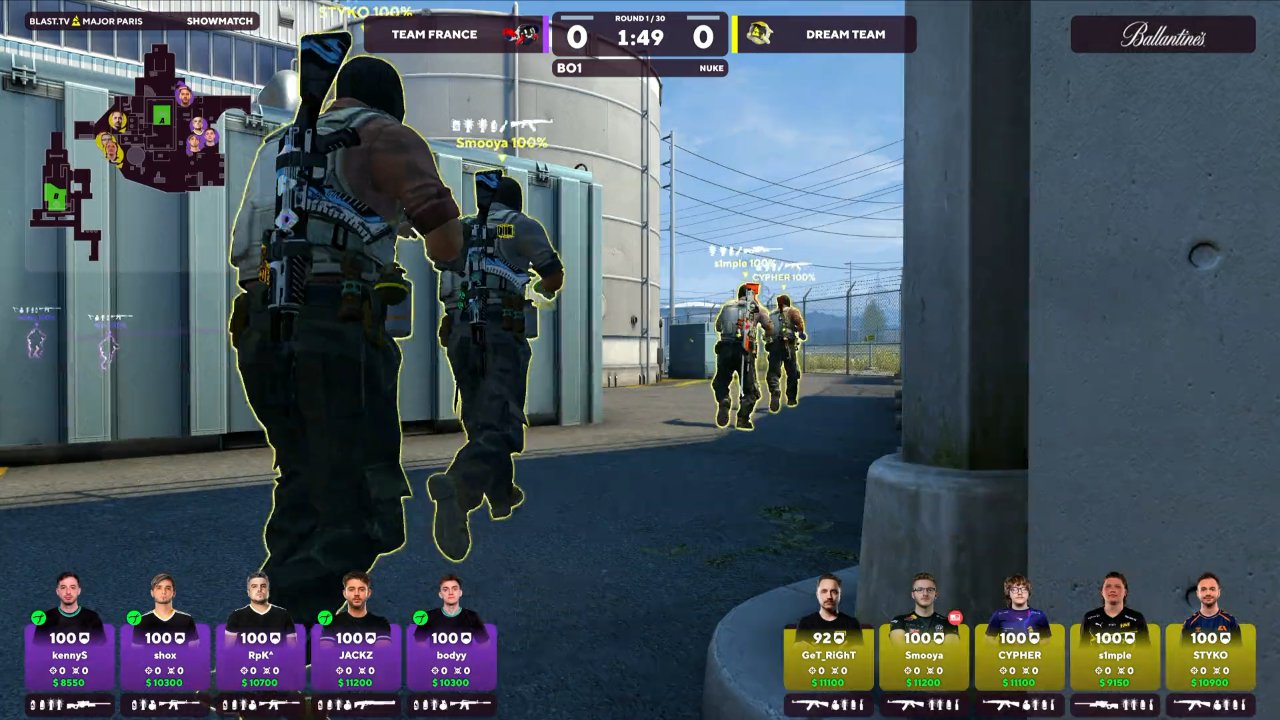 BLAST.TV MAJOR PARIS
SHOWMATCH
STYKO 100%
TEAM FRANCE
0
ROUND 1 / 30
1:49
0
DREAM TEAM
BO1
NUKE
Ballantine's
A
Smooya 100%
s1mple 100%
CYPHER 100%
100
kennyS
0 0
$ 8550
100
shox
0 0
$ 10300
100
RpK^
0 0
$ 10700
100
JACKZ
0 0
$ 11200
100
bodyy
0 0
$ 10300
92
GeT_RiGhT
0 0
$ 11100
100
Smooya
0 0
$ 11200
100
CYPHER
0 0
$ 11100
100
s1mple
0 0
$ 9150
100
STYKO
0 0
$ 10900